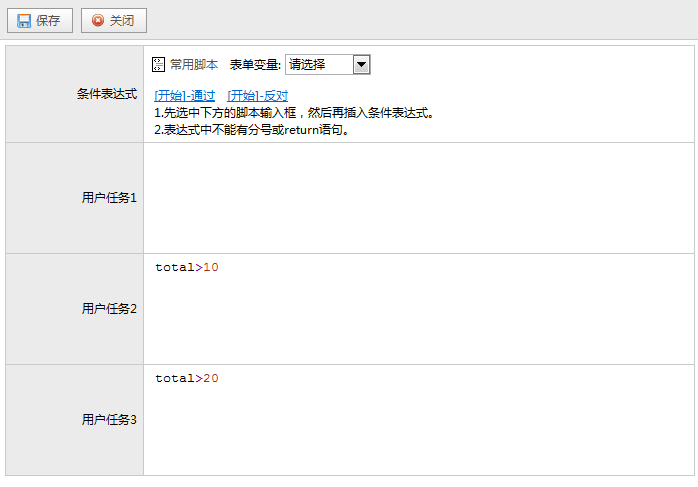 保存 关闭
常用脚本 表单变量: 请选择
条件表达式
[开始]-通过 [开始]-反对
1.先选中下方的脚本输入框，然后再插入条件表达式。
2.表达式中不能有分号或return语句。
用户任务1
total>10
用户任务2
total>20
用户任务3